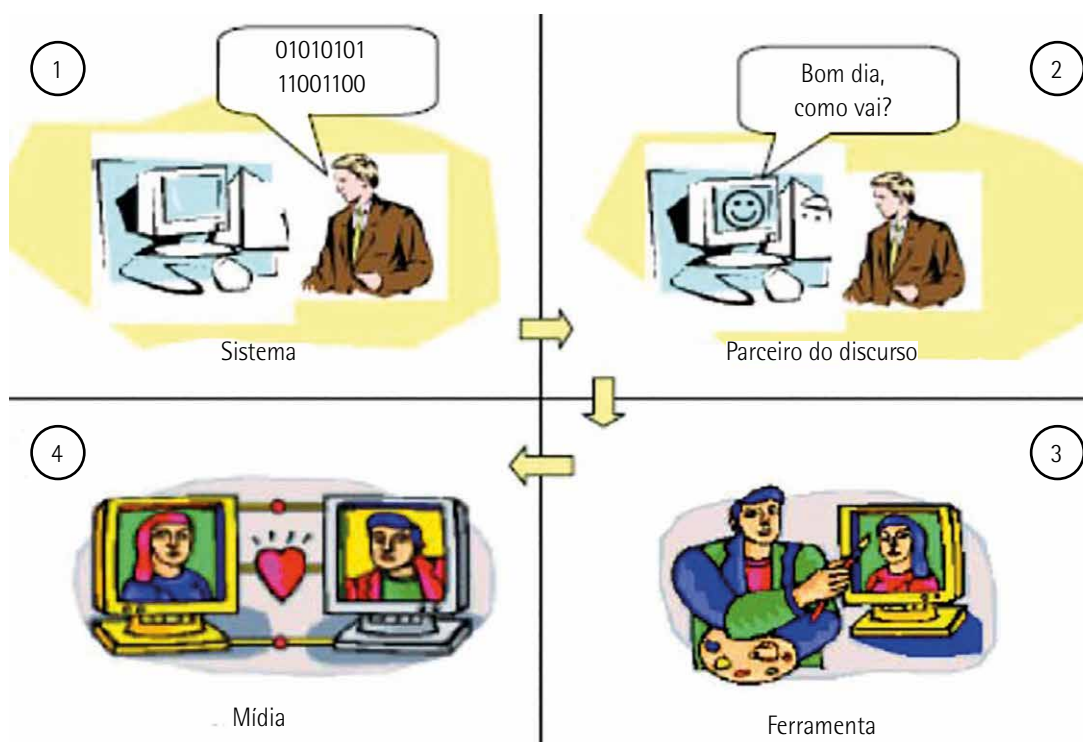 1
01010101
11001100
Sistema
2
Bom dia,
como vai?
Parceiro do discurso
3
Ferramenta
4
Mídia